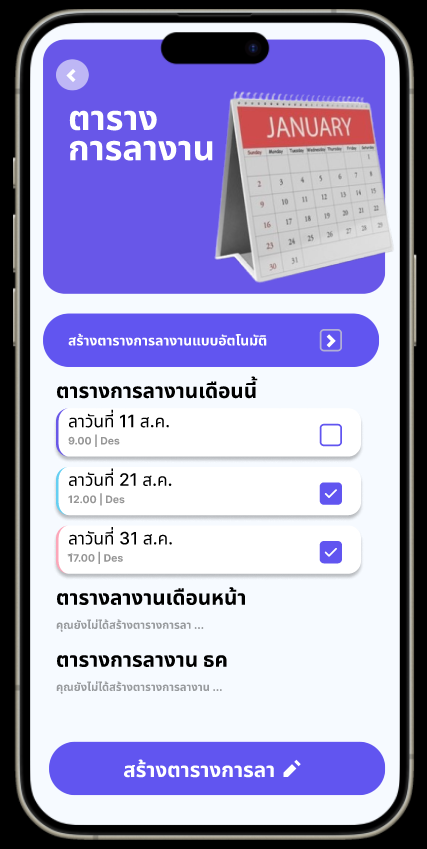 ตาราง
การลางาน
JANUARY
Sunday Monday Tuesday Wednesday Thursday Friday Saturday
1
2 3 4 5 6 7 8
9 10 11 12 13 14 15
16 17 18 19 20 21 22
23 24 25 26 27 28 29
30 31
สร้างตารางการลางานแบบอัตโนมัติ
ตารางการลางานเดือนนี้
ลาวันที่ 11 ส.ค.
9.00 | Des
ลาวันที่ 21 ส.ค.
12.00 | Des
ลาวันที่ 31 ส.ค.
17.00 | Des
ตารางลางานเดือนหน้า
คุณยังไม่ได้สร้างตารางการลา ...
ตารางการลางาน ธค
คุณยังไม่ได้สร้างตารางการลางาน ...
สร้างตารางการลา